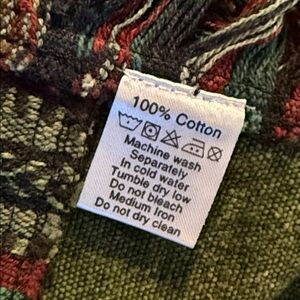 100% Cotton
Machine wash
Separately
In cold water
Tumble dry low
Do not bleach
Medium Iron
Do not dry clean